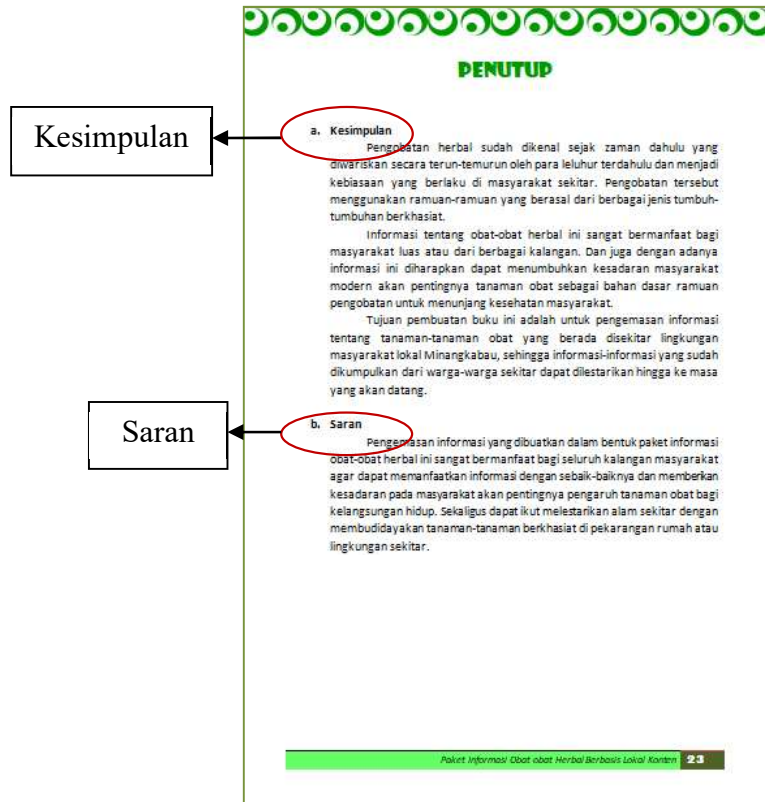 PENUTUP
Kesimpulan
a. Kesimpulan
Pengobatan herbal sudah dikenal sejak zaman dahulu yang
diwariskan secara terun-temurun oleh para leluhur terdahulu dan menjadi
kebiasaan yang berlaku di masyarakat sekitar. Pengobatan tersebut
menggunakan ramuan-ramuan yang berasal dari berbagai jenis tumbuh-
tumbuhan berkhasiat.
Informasi tentang obat-obat herbal ini sangat bermanfaat bagi
masyarakat luas atau dari berbagai kalangan. Dan juga dengan adanya
informasi ini diharapkan dapat menumbuhkan kesadaran masyarakat
modern akan pentingnya tanaman obat sebagai bahan dasar ramuan
pengobatan untuk menunjang kesehatan masyarakat.
Tujuan pembuatan buku ini adalah untuk pengemasan informasi
tentang tanaman-tanaman obat yang berada disekitar lingkungan
masyarakat lokal Minangkabau, sehingga informasi-informasi yang sudah
dikumpulkan dari warga-warga sekitar dapat dilestarikan hingga ke masa
yang akan datang.
Saran
b. Saran
Pengemasan informasi yang dibuatkan dalam bentuk paket informasi
obat-obat herbal ini sangat bermanfaat bagi seluruh kalangan masyarakat
agar dapat memanfaatkan informasi dengan sebaik-baiknya dan memberikan
kesadaran pada masyarakat akan pentingnya pengaruh tanaman obat bagi
kelangsungan hidup. Sekaligus dapat ikut melestarikan alam sekitar dengan
membudidayakan tanaman-tanaman berkhasiat di pekarangan rumah atau
lingkungan sekitar.
Paket Informasi Obat obat Herbal Berbasis Lokal Konten 23